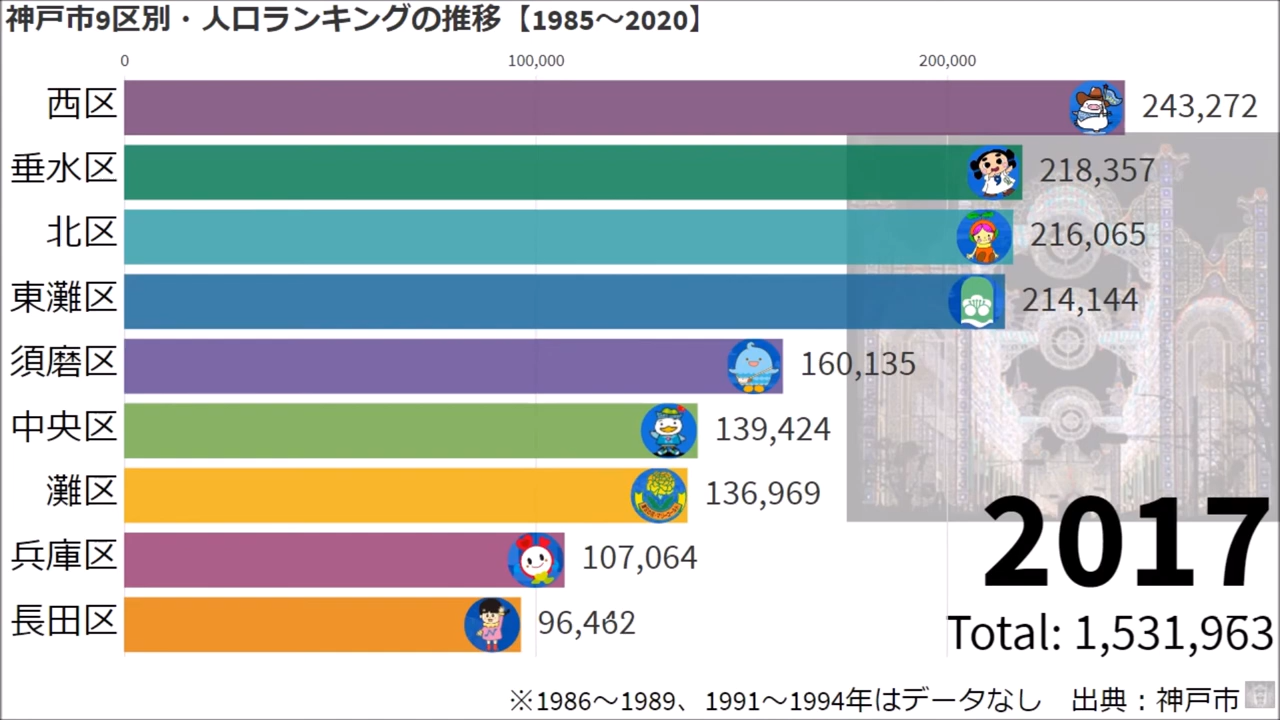 神戸市9区別・人口ランキングの推移【1985～2020】
0 100,000 200,000
西区 243,272
垂水区 218,357
北区 216,065
東灘区 214,144
須磨区 160,135
中央区 139,424
灘区 136,969
兵庫区 107,064
長田区 96,462
2017
Total: 1,531,963
※1986～1989、1991～1994年はデータなし　出典：神戸市